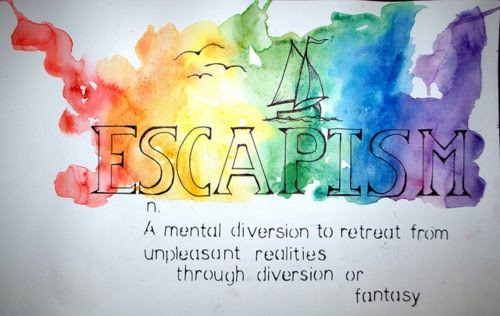 ESCAPISM
n.
A mental diversion to retreat from
unpleasant realities
through diversion or
fantasy